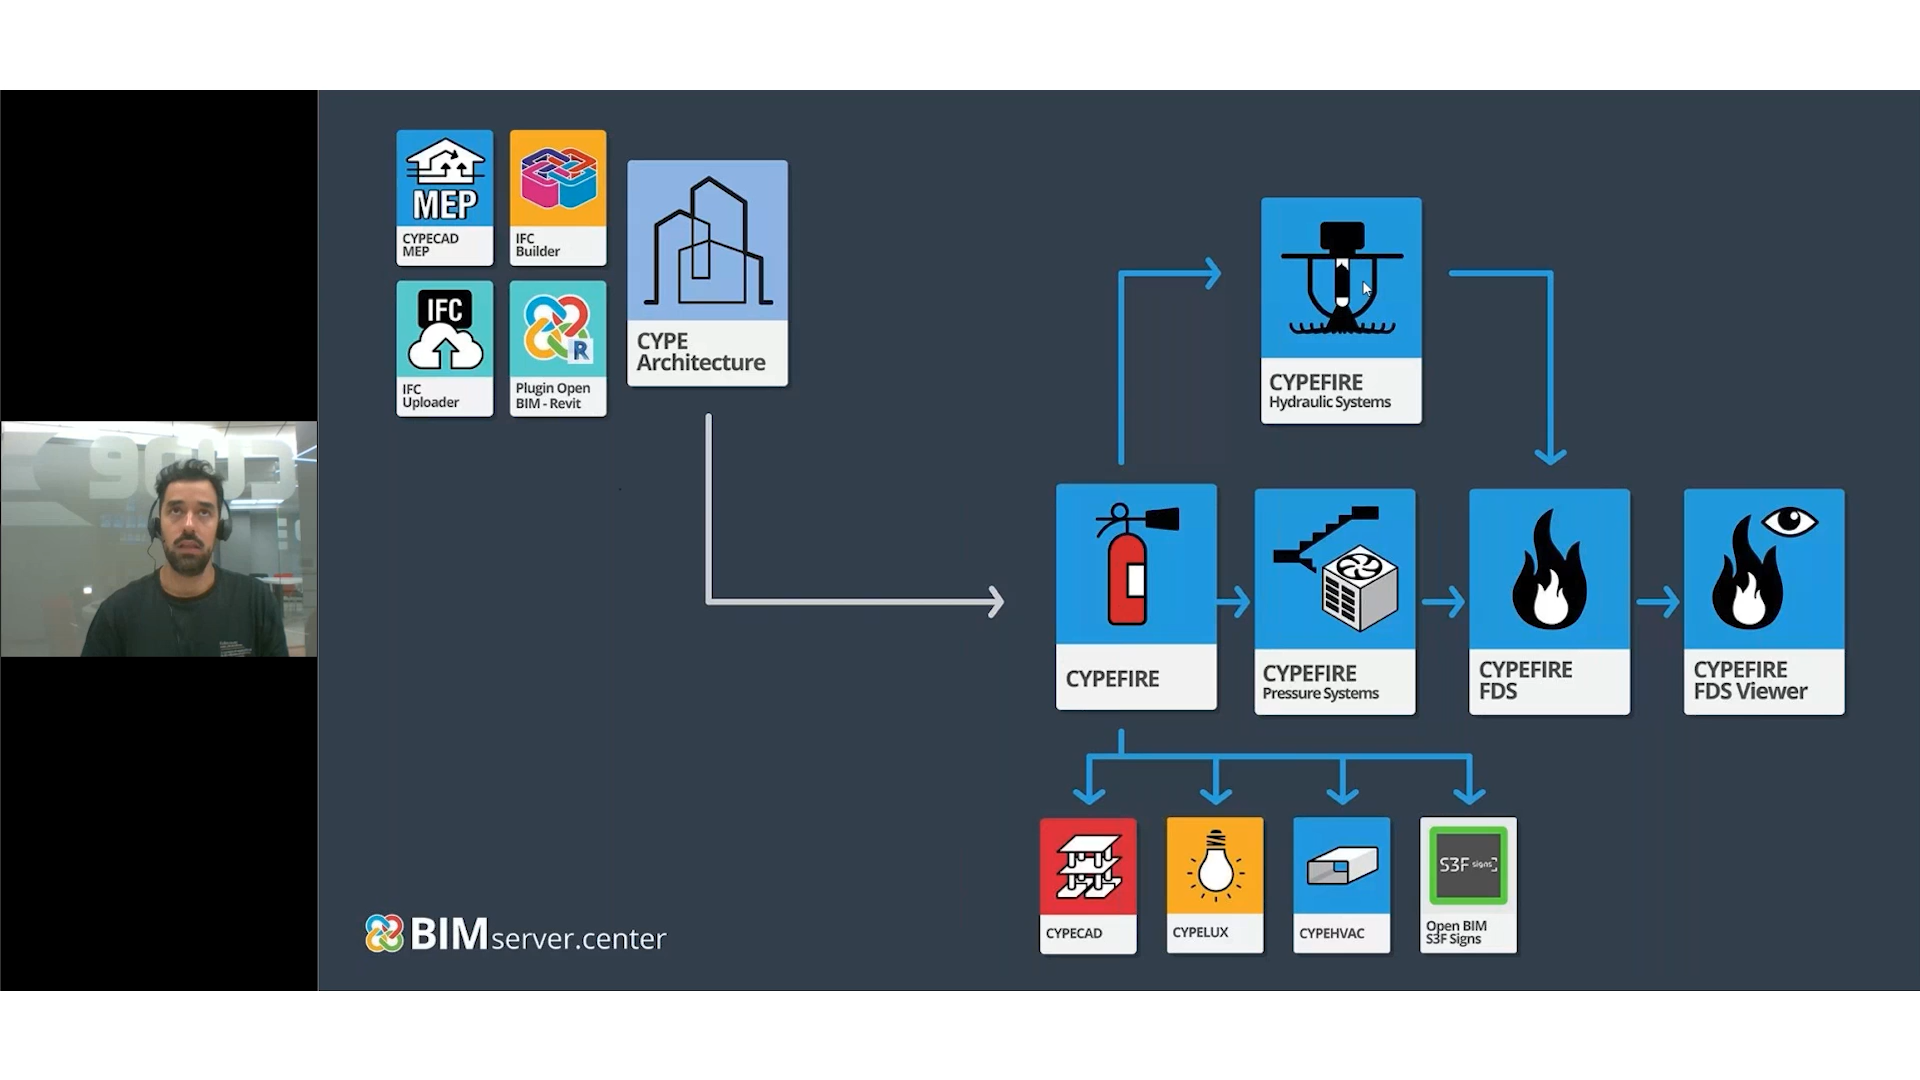 MEP
CYPECAD
MEP
IFC
Builder
IFC
IFC
Uploader
R
Plugin Open
BIM - Revit
CYPE
Architecture
CYPEFIRE
Hydraulic Systems
CYPEFIRE
CYPEFIRE
Pressure Systems
CYPEFIRE
FDS
CYPEFIRE
FDS Viewer
CYPECAD
CYPELUX
CYPEHVAC
S3F signs
Open BIM
S3F Signs
BIMserver.center